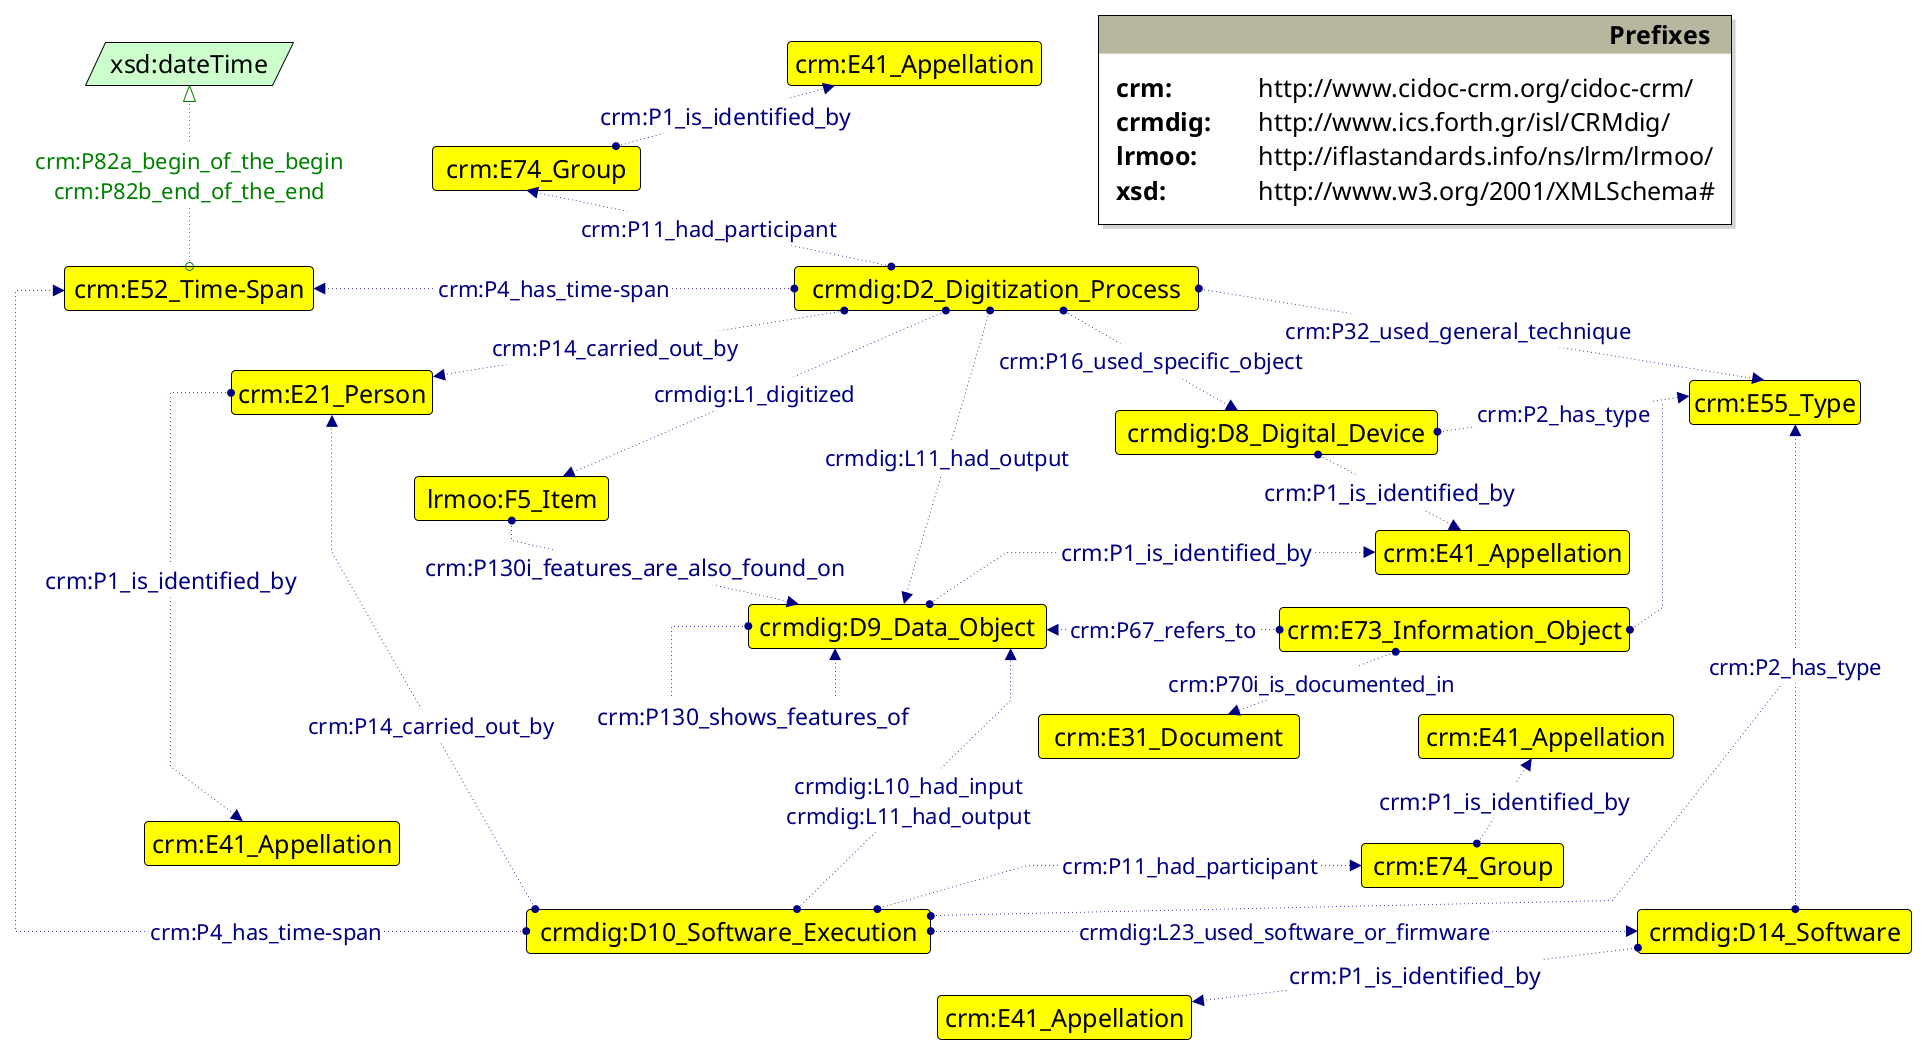 Prefixes
crm: http://www.cidoc-crm.org/cidoc-crm/
crmdig: http://www.ics.forth.gr/isl/CRMdig/
lrmoo: http://iflastandards.info/ns/lrm/lrmoo/
xsd: http://www.w3.org/2001/XMLSchema#
xsd:dateTime
crm:E41_Appellation
crm:P1_is_identified_by
crm:P82a_begin_of_the_begin
crm:P82b_end_of_the_end
crm:E74_Group
crm:P11_had_participant
crm:E52_Time-Span
crm:P4_has_time-span
crmdig:D2_Digitization_Process
crm:P32_used_general_technique
crm:P14_carried_out_by
crm:P16_used_specific_object
crm:E21_Person
crmdig:L1_digitized
crm:E55_Type
crm:P2_has_type
crmdig:D8_Digital_Device
crmdig:L11_had_output
lrmoo:F5_Item
crm:P1_is_identified_by
crm:P1_is_identified_by
crm:E41_Appellation
crm:P130i_features_are_also_found_on
crm:P1_is_identified_by
crmdig:D9_Data_Object
crm:P67_refers_to
crm:E73_Information_Object
crm:P2_has_type
crm:P70i_is_documented_in
crm:P130_shows_features_of
crm:P14_carried_out_by
crm:E31_Document
crm:E41_Appellation
crmdig:L10_had_input
crmdig:L11_had_output
crm:P1_is_identified_by
crm:E41_Appellation
crm:P11_had_participant
crm:E74_Group
crm:P4_has_time-span
crmdig:D10_Software_Execution
crmdig:L23_used_software_or_firmware
crmdig:D14_Software
crm:P1_is_identified_by
crm:E41_Appellation